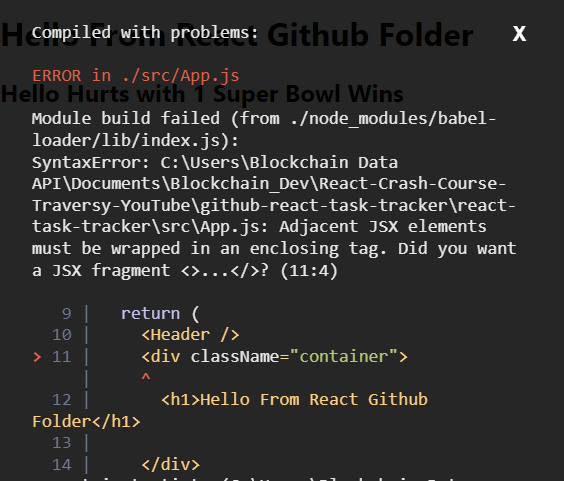 Hello From React Github Folder
Compiled with problems:
X
ERROR in ./src/App.js
Hello Hurts with 1 Super Bowl Wins
Module build failed (from ./node_modules/babel-
loader/lib/index.js):
SyntaxError: C:\Users\Blockchain Data
API\Documents\Blockchain_Dev\React-Crash-Course-
Traversy-YouTube\github-react-task-tracker\react-
task-tracker\src\App.js: Adjacent JSX elements
must be wrapped in an enclosing tag. Did you want
a JSX fragment <>...</>? (11:4)
9 |   return (
10 |     <Header />
> 11 |     <div className="container">
|     ^
12 |       <h1>Hello From React Github
Folder</h1>
13 |
14 |     </div>